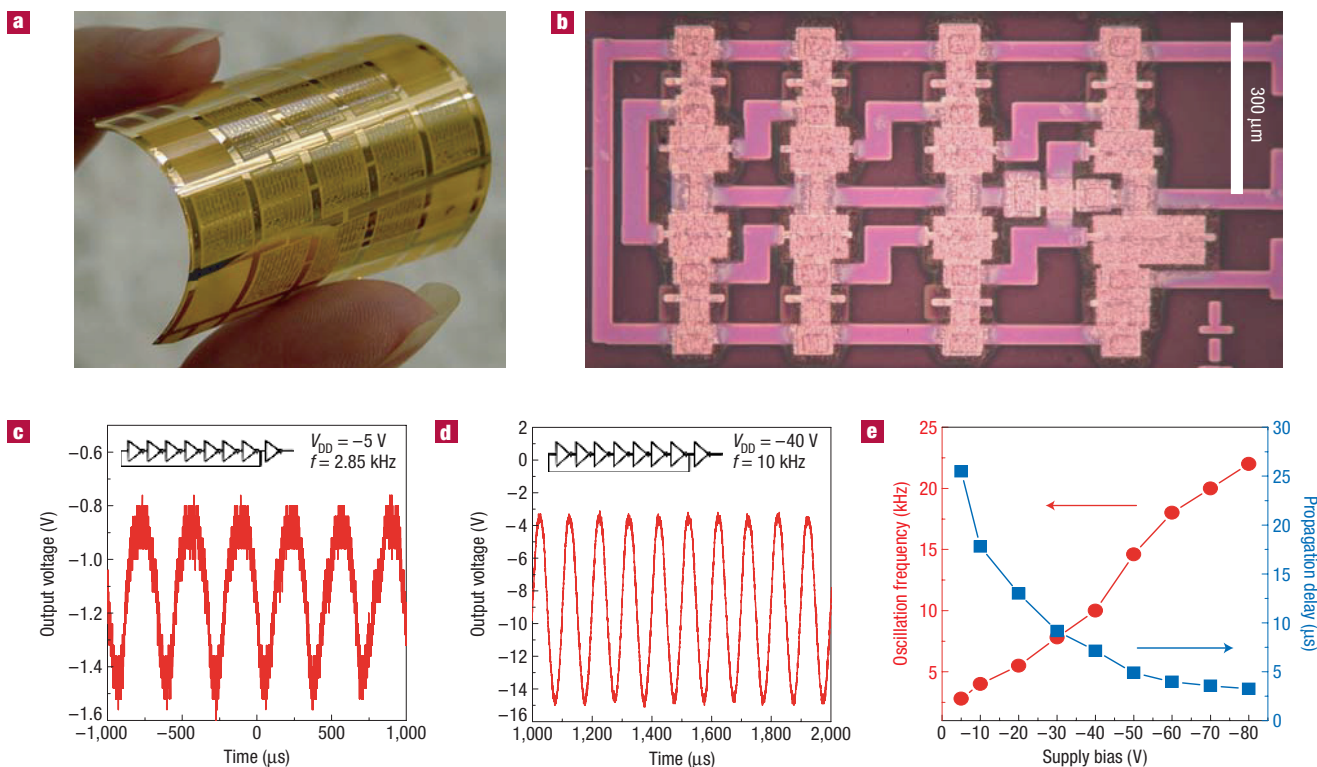 a
b
300 μm
c
V_DD = −5 V
f = 2.85 kHz
−0.6
−0.8
−1.0
−1.2
−1.4
−1.6
Output voltage (V)
−1,000
−500
0
500
1,000
Time (μs)
d
V_DD = −40 V
f = 10 kHz
2
0
−2
−4
−6
−8
−10
−12
−14
−16
Output voltage (V)
1,000
1,200
1,400
1,600
1,800
2,000
Time (μs)
e
25
20
15
10
5
Oscillation frequency (kHz)
30
25
20
15
10
5
0
Propagation delay (μs)
0
−10
−20
−30
−40
−50
−60
−70
−80
Supply bias (V)